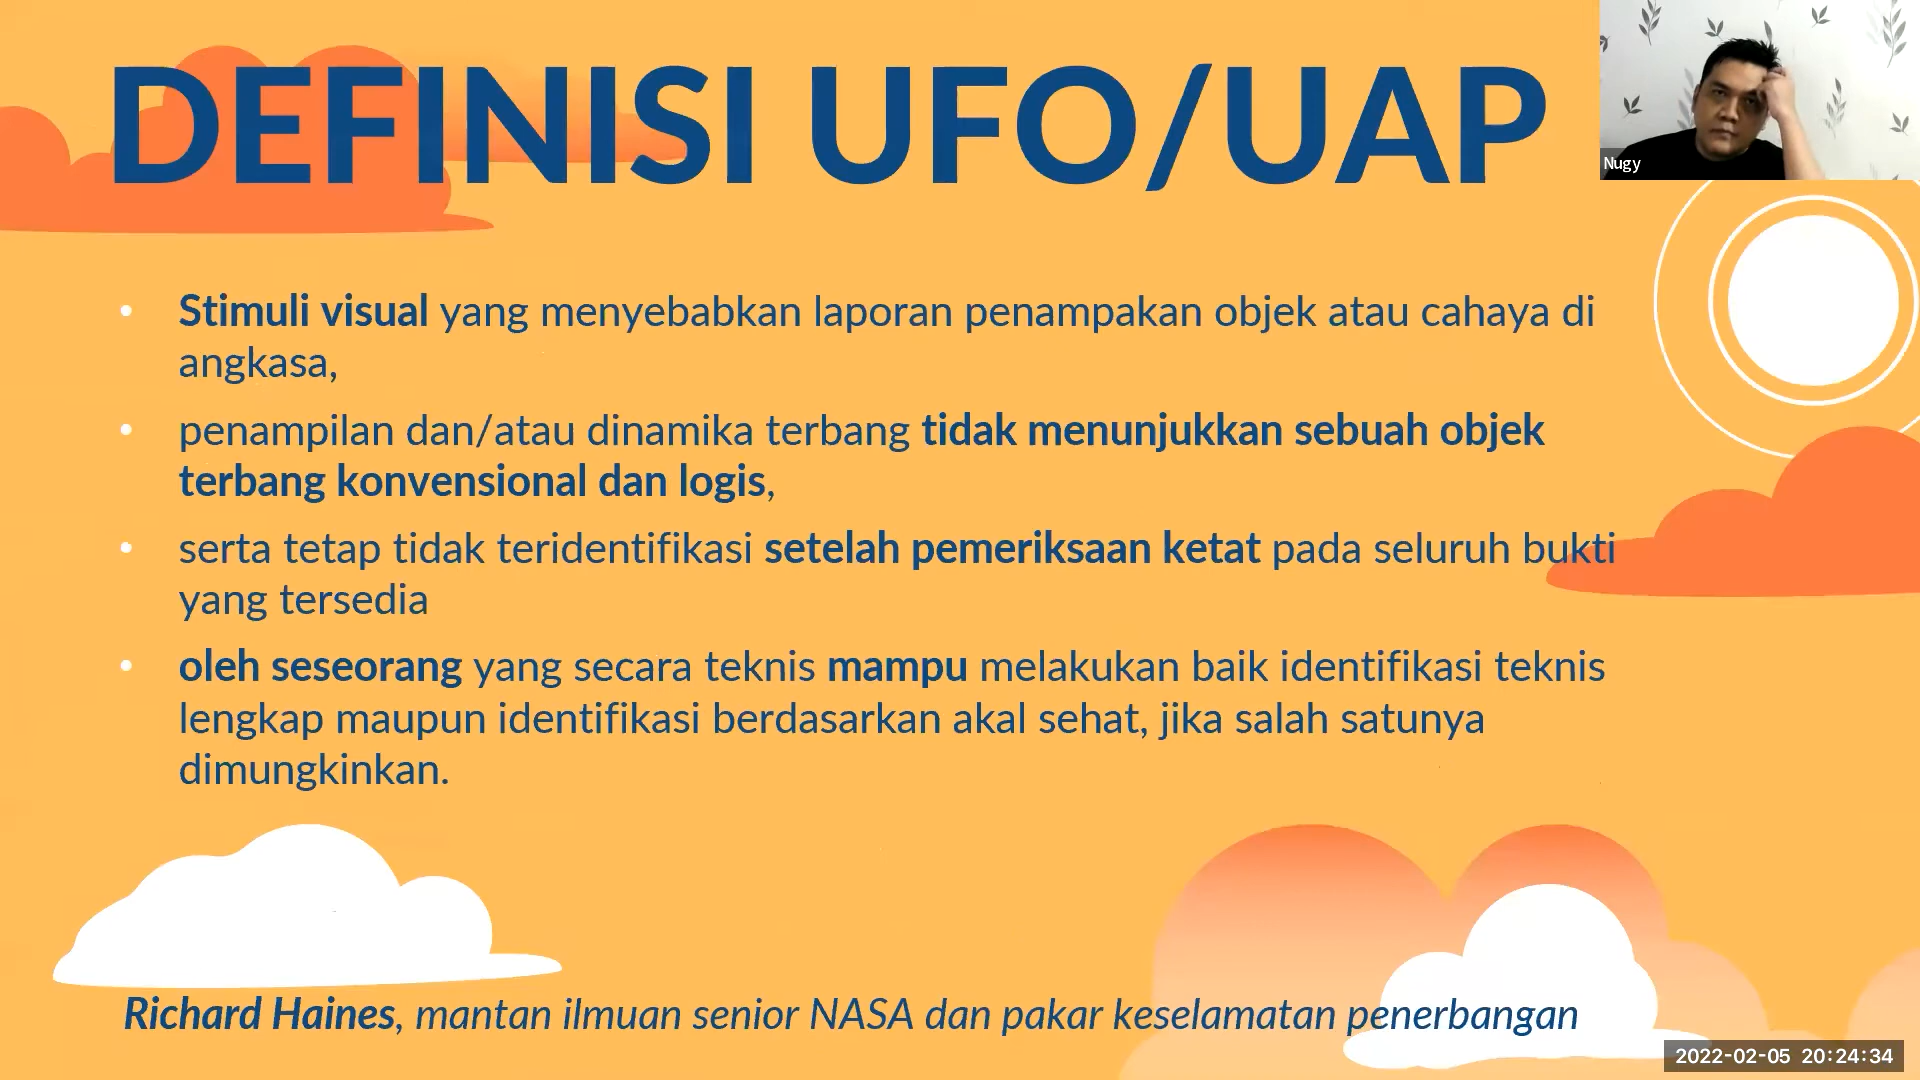 DEFINISI UFO/UAP
Nugy
• Stimuli visual yang menyebabkan laporan penampakan objek atau cahaya di
angkasa,
• penampilan dan/atau dinamika terbang tidak menunjukkan sebuah objek
terbang konvensional dan logis,
• serta tetap tidak teridentifikasi setelah pemeriksaan ketat pada seluruh bukti
yang tersedia
• oleh seseorang yang secara teknis mampu melakukan baik identifikasi teknis
lengkap maupun identifikasi berdasarkan akal sehat, jika salah satunya
dimungkinkan.
Richard Haines, mantan ilmuan senior NASA dan pakar keselamatan penerbangan
2022-02-05 20:24:34